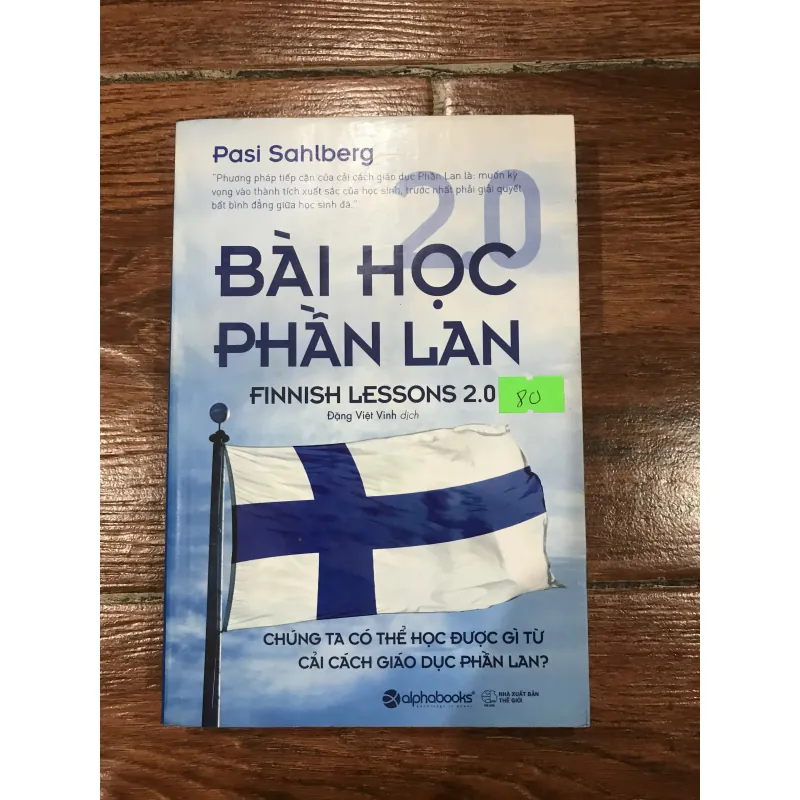 Pasi Sahlberg
"Phương pháp tiếp cận của cải cách giáo dục Phần Lan là: muốn kỳ
vọng vào thành tích xuất sắc của học sinh, trước nhất phải giải quyết
bất bình đẳng giữa học sinh đã."
2.0
BÀI HỌC
PHẦN LAN
FINNISH LESSONS 2.0
80
Đặng Việt Vinh dịch
CHÚNG TA CÓ THỂ HỌC ĐƯỢC GÌ TỪ
CẢI CÁCH GIÁO DỤC PHẦN LAN?
alphabooks
knowledge is power
NHÀ XUẤT BẢN
THẾ GIỚI